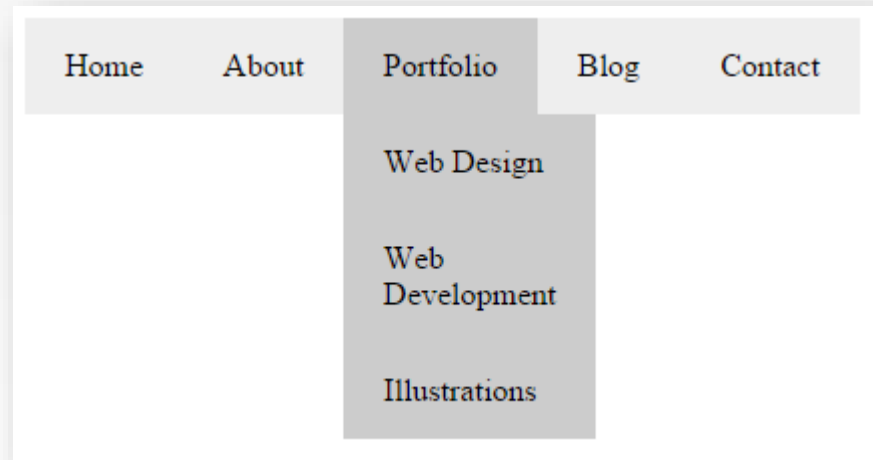 Home About Portfolio Blog Contact
Web Design
Web
Development
Illustrations